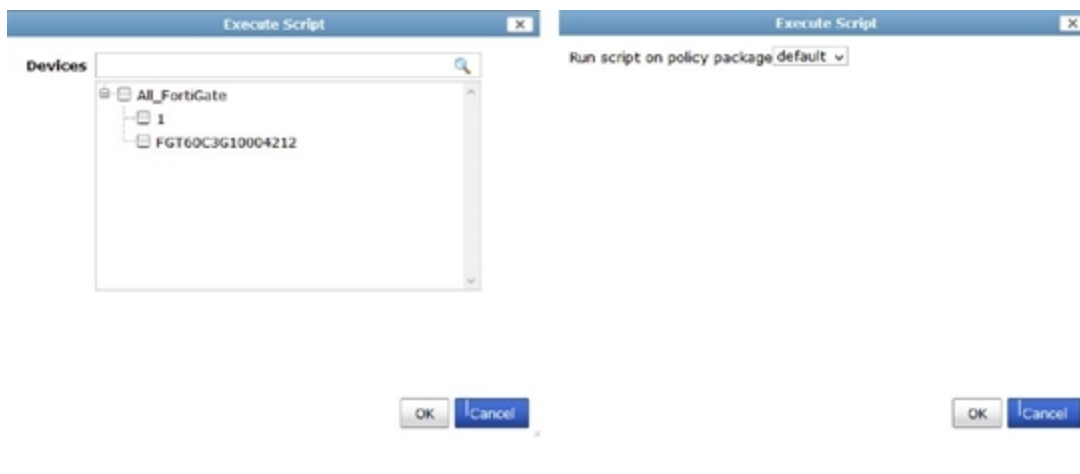 Execute Script
Devices
All_FortiGate
1
FGT60C3G10004212
OK Cancel
Execute Script
Run script on policy package default
OK Cancel